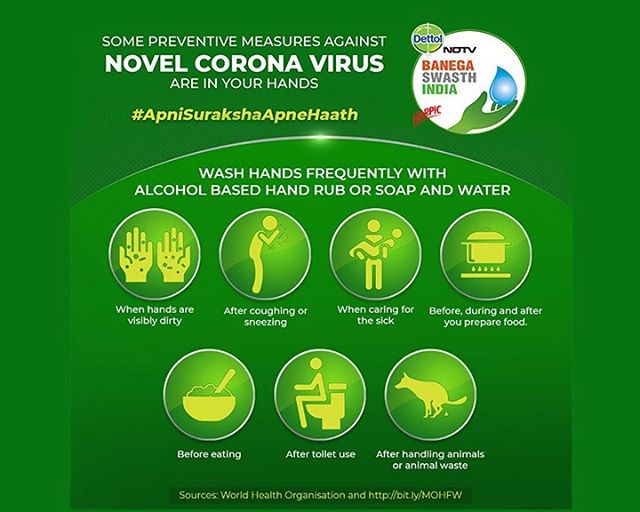 SOME PREVENTIVE MEASURES AGAINST
NOVEL CORONA VIRUS
ARE IN YOUR HANDS
#ApniSurakshaApneHaath
Dettol
NDTV
BANEGA
SWASTH
INDIA
HARPIC
WASH HANDS FREQUENTLY WITH
ALCOHOL BASED HAND RUB OR SOAP AND WATER
When hands are
visibly dirty
After coughing or
sneezing
When caring for
the sick
Before, during and after
you prepare food.
Before eating
After toilet use
After handling animals
or animal waste
Sources: World Health Organisation and http://bit.ly/MOHFW